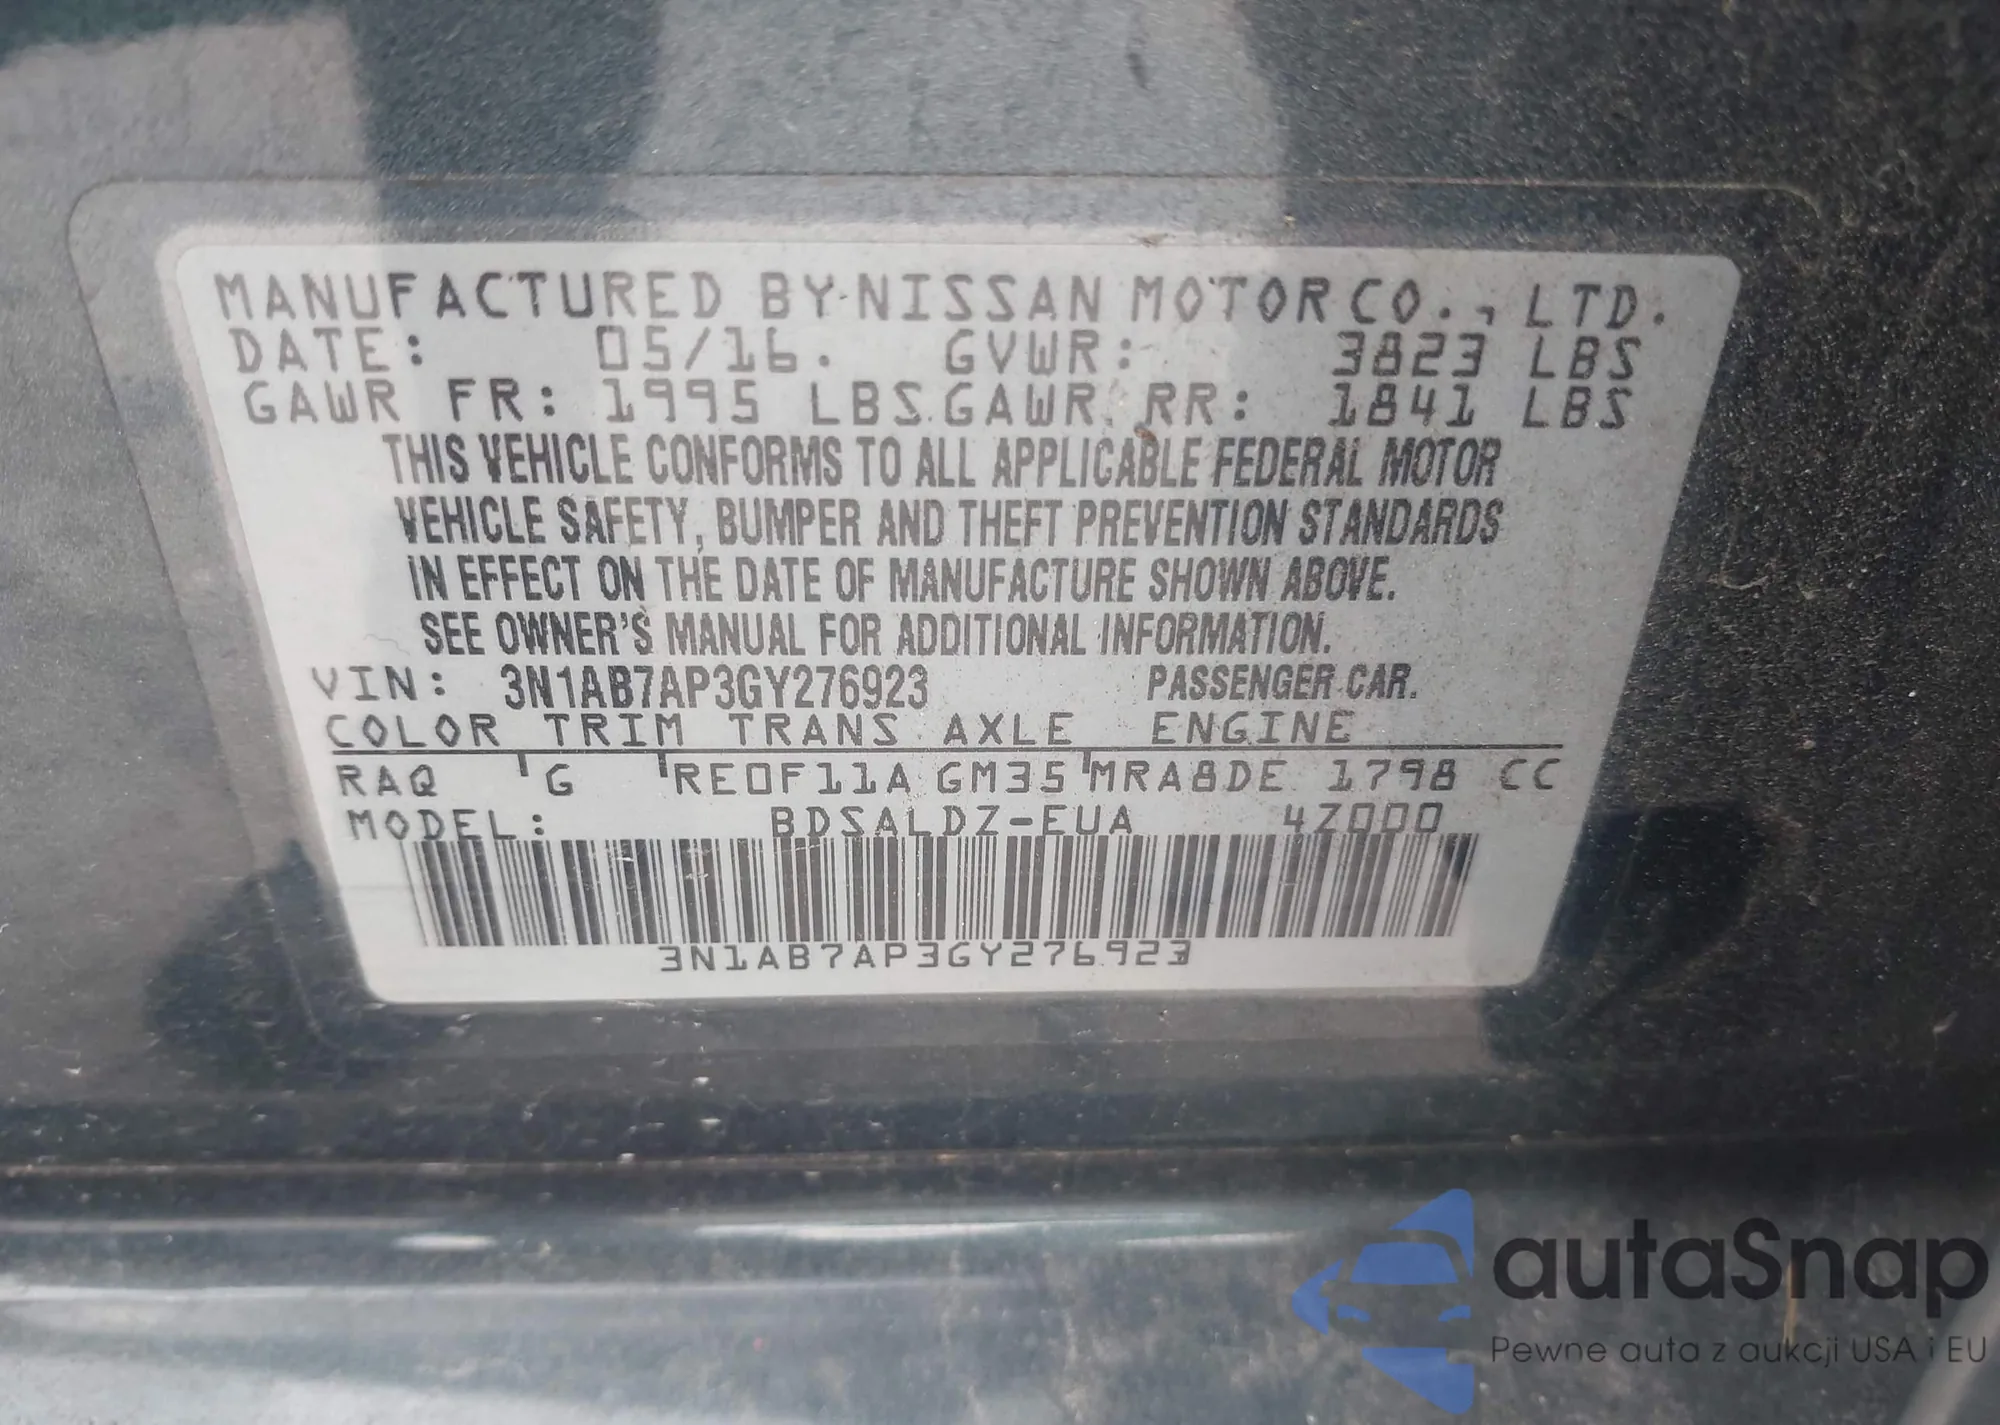 MANUFACTURED BY NISSAN MOTOR CO., LTD.
DATE: 05/16. GVWR: 3823 LBS
GAWR FR: 1995 LBS GAWR RR: 1841 LBS
THIS VEHICLE CONFORMS TO ALL APPLICABLE FEDERAL MOTOR
VEHICLE SAFETY, BUMPER AND THEFT PREVENTION STANDARDS
IN EFFECT ON THE DATE OF MANUFACTURE SHOWN ABOVE.
SEE OWNER'S MANUAL FOR ADDITIONAL INFORMATION.
VIN: 3N1AB7AP3GY276923 PASSENGER CAR.
COLOR TRIM TRANS AXLE ENGINE
RAQ G RE0F11A GM35 MRA8DE 1798 CC
MODEL: BDSALDZ-EUA 4Z000
3N1AB7AP3GY276923
autaSnap
Pewne auta z aukcji USA i EU